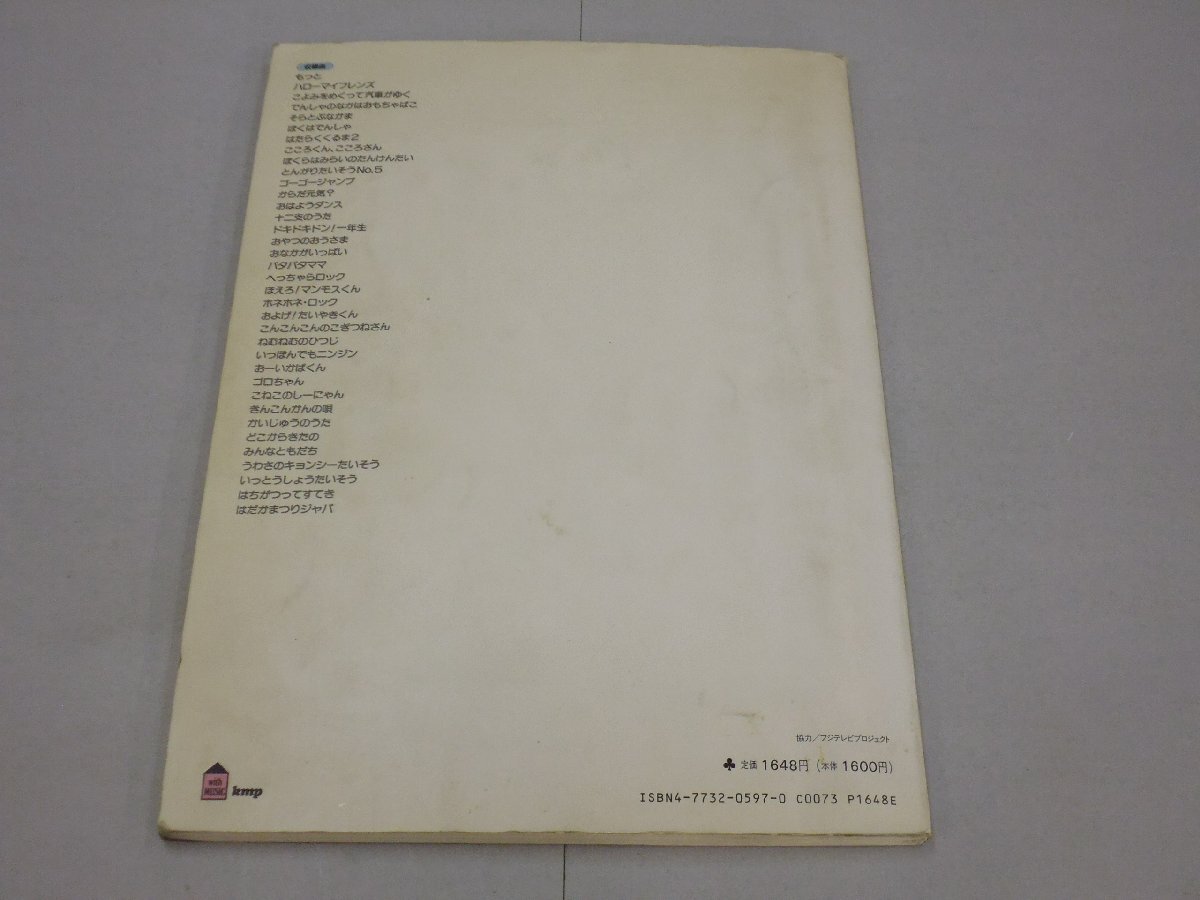 収録曲
もっと
ハローマイフレンズ
こよみをめくって汽車がゆく
でんしゃのなかはおもちゃばこ
そらとぶなかま
ぼくはでんしゃ
はたらくくるま2
こころくん、こころさん
ぼくらはみらいのたんけんたい
とんがりたいそうNo.5
ゴーゴージャンプ
からだ元気?
おはようダンス
十二支のうた
ドキドキドン!一年生
おやつのおうさま
おなかがいっぱい
パタパタママ
へっちゃらロック
ほえろ!マンモスくん
ホネホネ・ロック
およげ!たいやきくん
こんこんこんのこぎつねさん
ねむねむのひつじ
いっぽんでもニンジン
おーいかばくん
ゴロちゃん
こねこのしーにゃん
きんこんかんの唄
かいじゅうのうた
どこからきたの
みんなともだち
うわさのキョンシーたいそう
いっとうしょうたいそう
はちがつってすてき
はだかまつりジャパ
協力/フジテレビプロジェクト
♣ 定価1648円(本体1600円)
ISBN4-7732-0597-0 C0073 P1648E
with MUSIC kmp